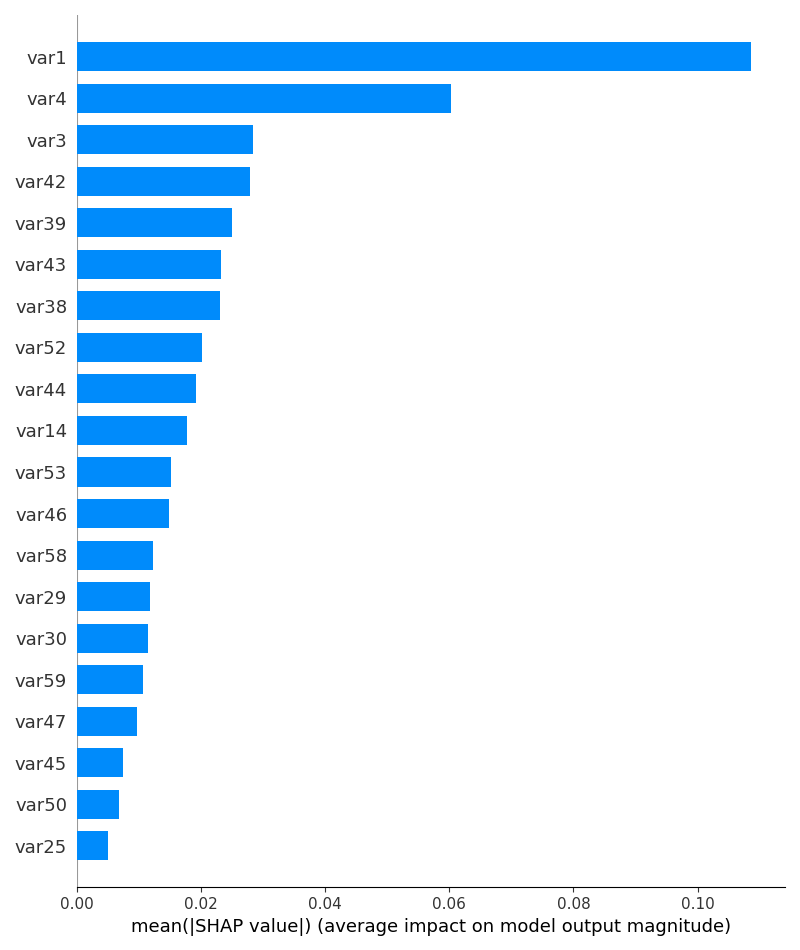 var1
var4
var3
var42
var39
var43
var38
var52
var44
var14
var53
var46
var58
var29
var30
var59
var47
var45
var50
var25
0.00 0.02 0.04 0.06 0.08 0.10
mean(|SHAP value|) (average impact on model output magnitude)